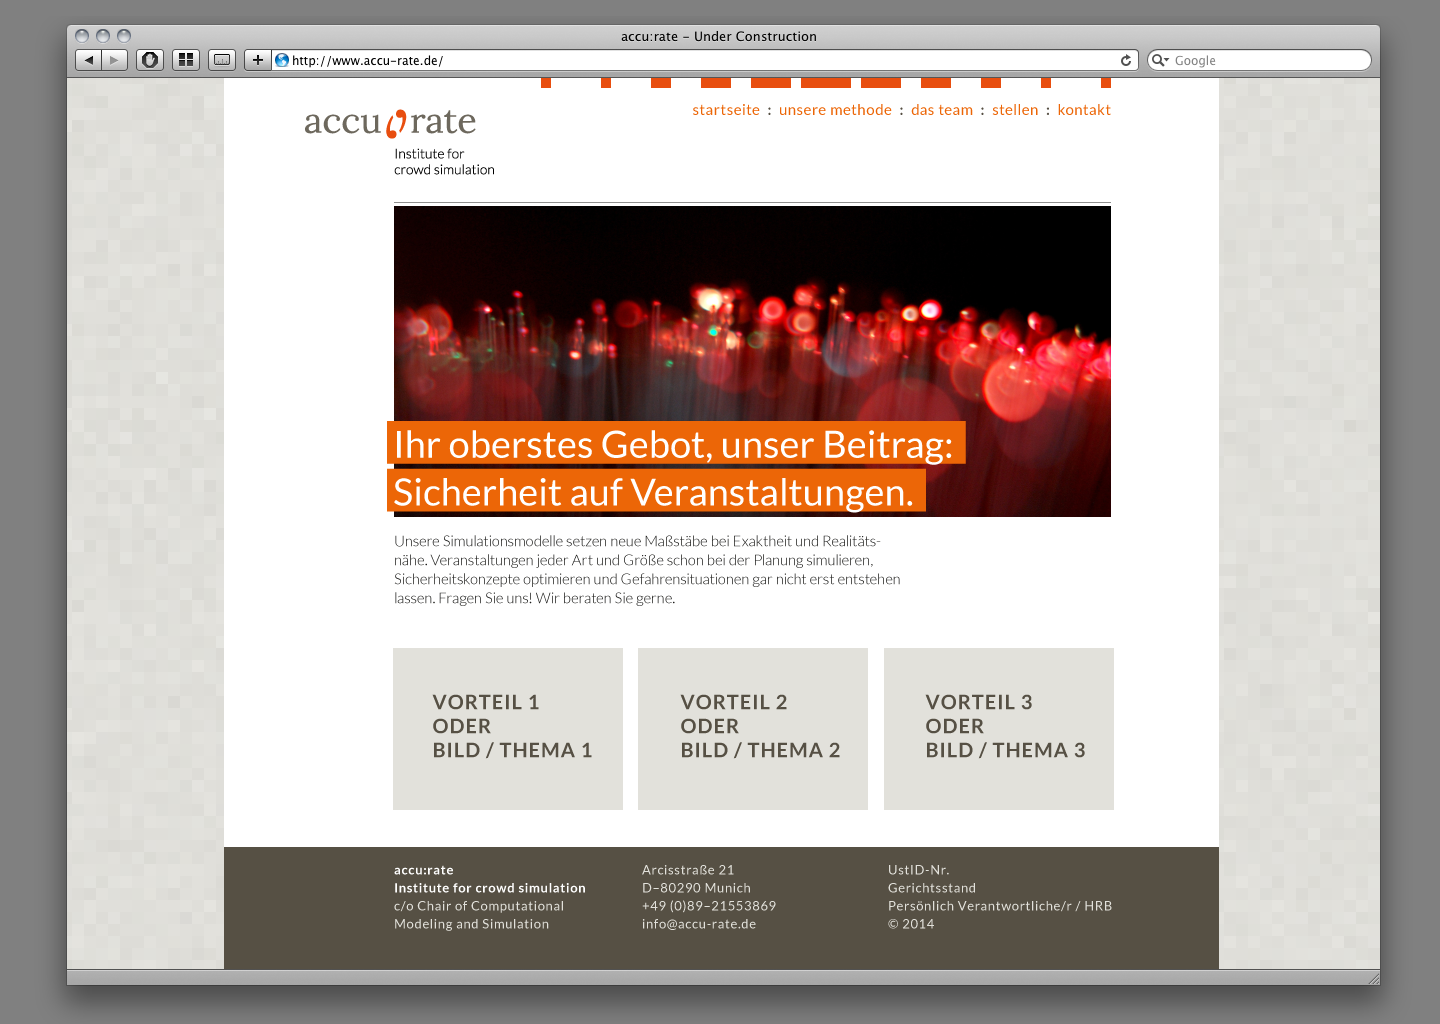 accu:rate – Under Construction
http://www.accu-rate.de/
Google
startseite : unsere methode : das team : stellen : kontakt
accu:rate
Institute for
crowd simulation
Ihr oberstes Gebot, unser Beitrag:
Sicherheit auf Veranstaltungen.
Unsere Simulationsmodelle setzen neue Maßstäbe bei Exaktheit und Realitäts-
nähe. Veranstaltungen jeder Art und Größe schon bei der Planung simulieren,
Sicherheitskonzepte optimieren und Gefahrensituationen gar nicht erst entstehen
lassen. Fragen Sie uns! Wir beraten Sie gerne.
VORTEIL 1
ODER
BILD / THEMA 1
VORTEIL 2
ODER
BILD / THEMA 2
VORTEIL 3
ODER
BILD / THEMA 3
accu:rate
Institute for crowd simulation
c/o Chair of Computational
Modeling and Simulation
Arcisstraße 21
D–80290 Munich
+49 (0)89–21553869
info@accu-rate.de
UstID-Nr.
Gerichtsstand
Persönlich Verantwortliche/r / HRB
© 2014